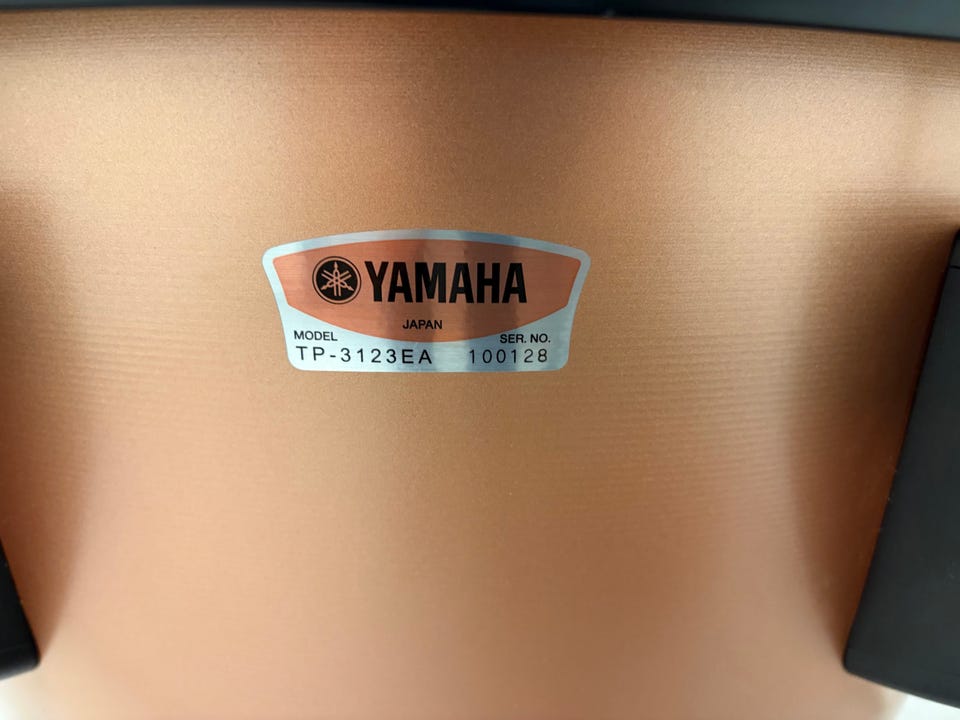 YAMAHA
JAPAN
MODEL SER. NO.
TP-3123EA 100128